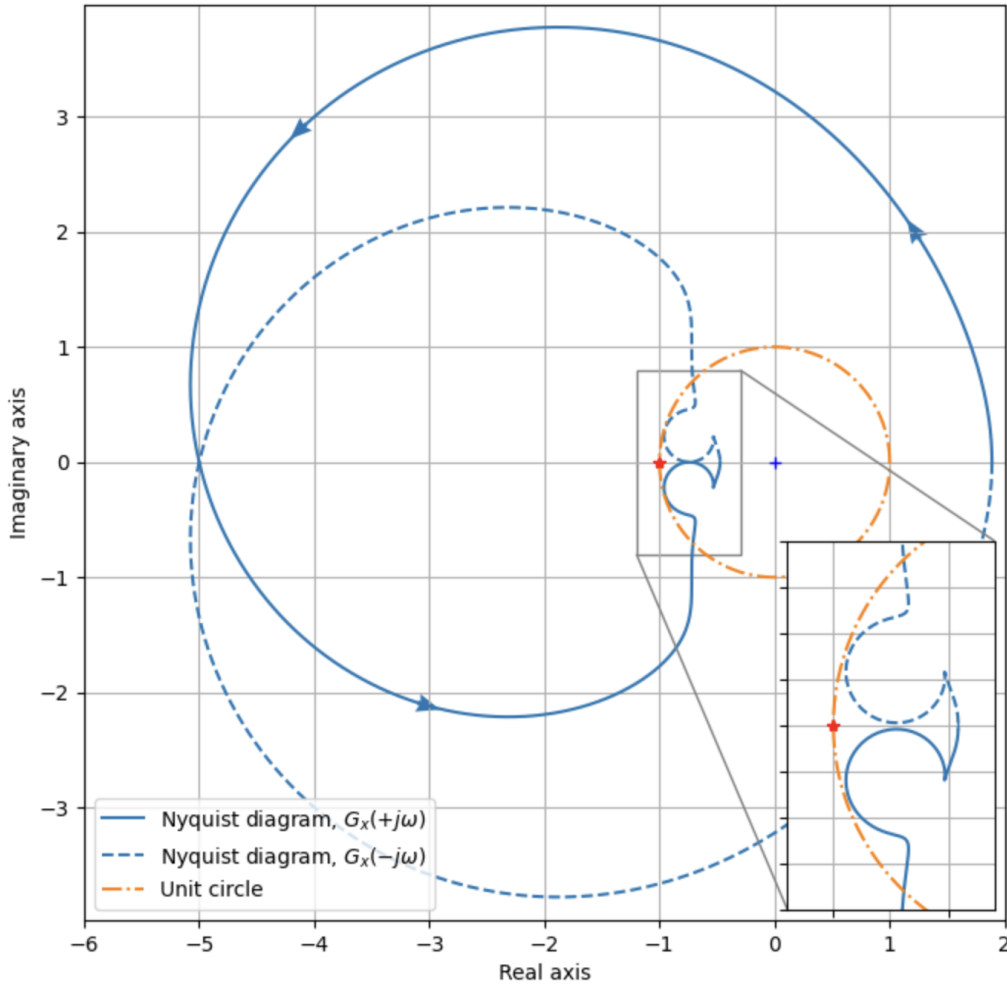 3
2
1
0
−1
−2
−3
Imaginary axis
Nyquist diagram, Gₓ(+jω)
Nyquist diagram, Gₓ(−jω)
Unit circle
−6 −5 −4 −3 −2 −1 0 1 2
Real axis